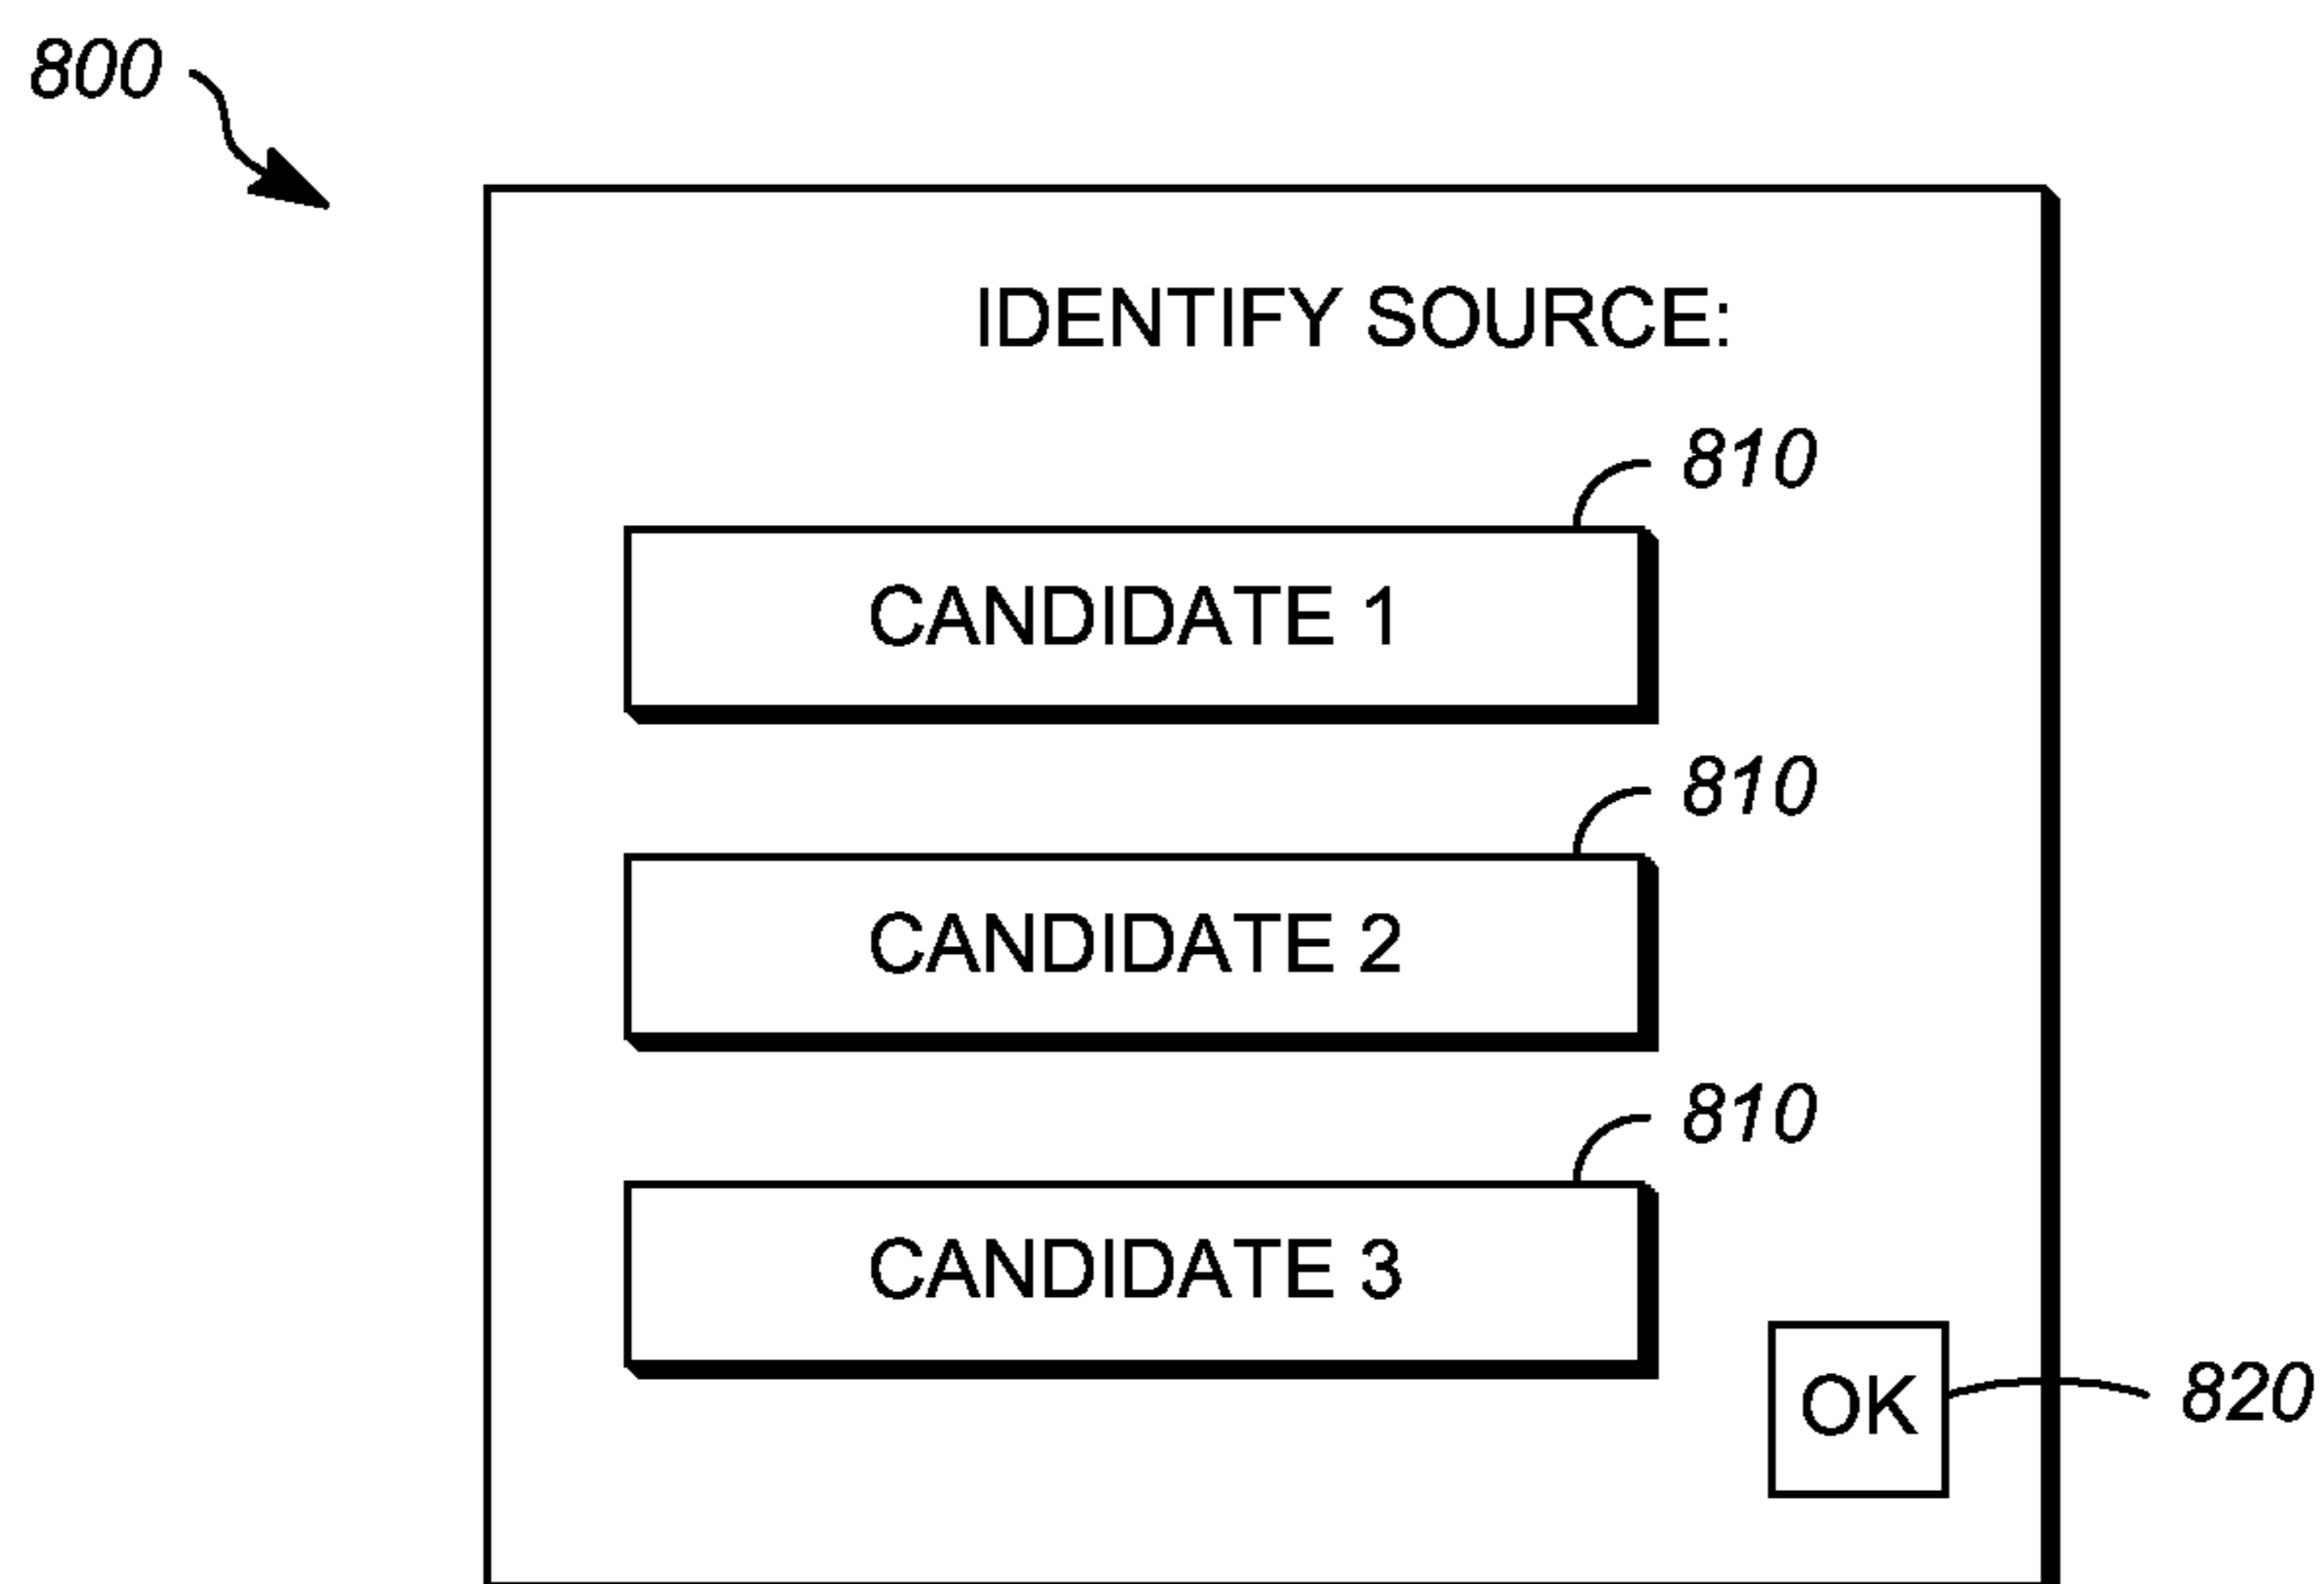 800
IDENTIFY SOURCE:
810
CANDIDATE 1
810
CANDIDATE 2
810
CANDIDATE 3
OK
820